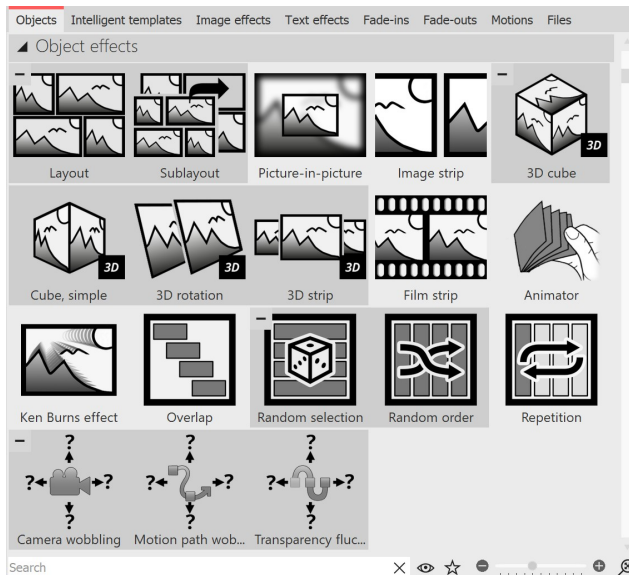 Objects Intelligent templates Image effects Text effects Fade-ins Fade-outs Motions Files
Object effects
3D
Layout Sublayout Picture-in-picture Image strip 3D cube
3D 3D 3D
Cube, simple 3D rotation 3D strip Film strip Animator
Ken Burns effect Overlap Random selection Random order Repetition
? ? ?
? ? ? ? ? ?
? ? ?
Camera wobbling Motion path wob... Transparency fluc...
Search